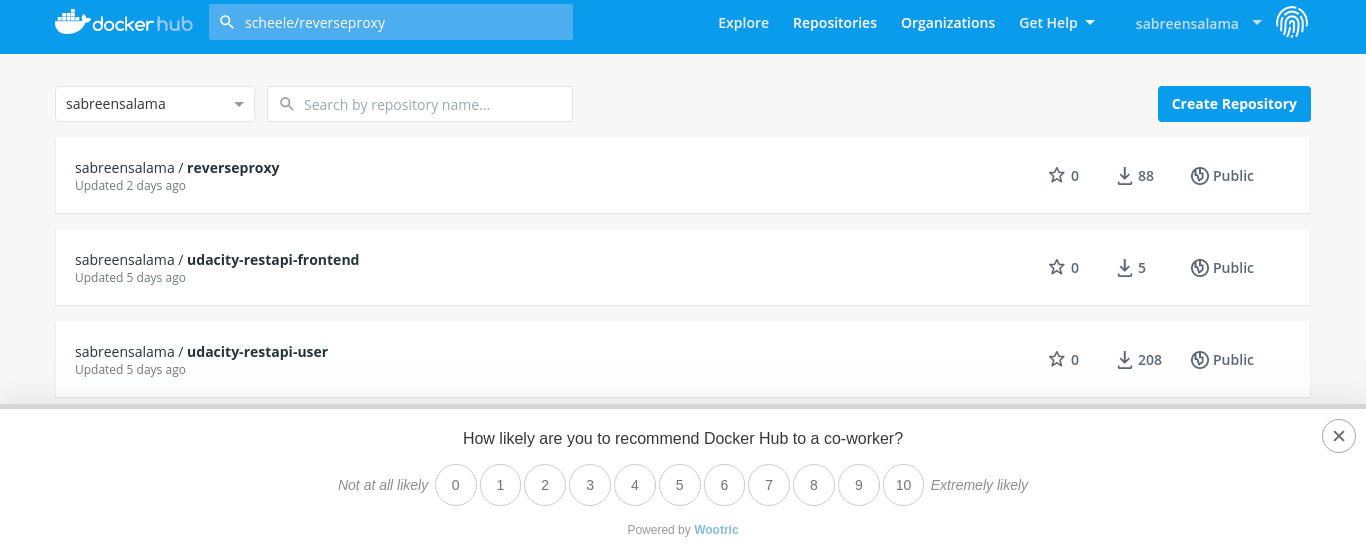 dockerhub scheele/reverseproxy Explore Repositories Organizations Get Help sabreensalama
sabreensalama Search by repository name... Create Repository
sabreensalama / reverseproxy
Updated 2 days ago
0 88 Public
sabreensalama / udacity-restapi-frontend
Updated 5 days ago
0 5 Public
sabreensalama / udacity-restapi-user
Updated 5 days ago
0 208 Public
How likely are you to recommend Docker Hub to a co-worker?
Not at all likely 0 1 2 3 4 5 6 7 8 9 10 Extremely likely
Powered by Wootric